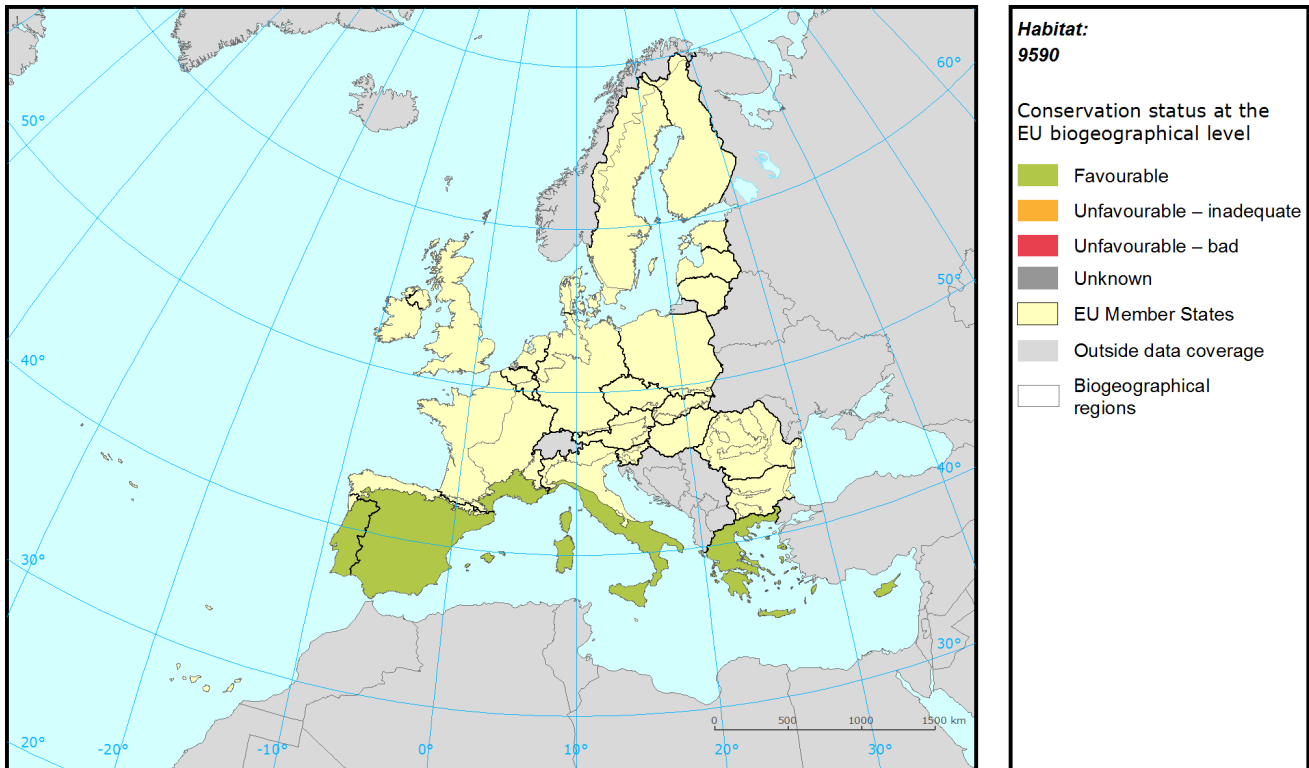 60°
50°
50°
40°
40°
30°
30°
20°
-20°
-10°
0°
10°
20°
30°
0
500
1000
1500 km
Habitat:
9590
Conservation status at the
EU biogeographical level
Favourable
Unfavourable – inadequate
Unfavourable – bad
Unknown
EU Member States
Outside data coverage
Biogeographical
regions